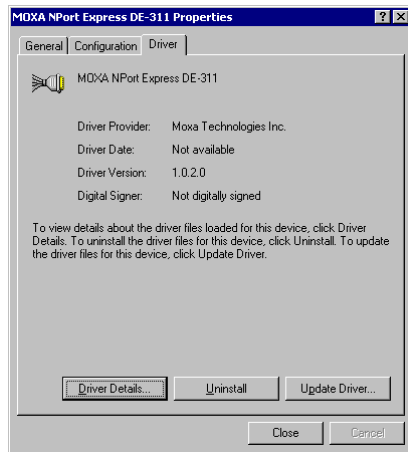 MOXA NPort Express DE-311 Properties
General Configuration Driver
MOXA NPort Express DE-311
Driver Provider: Moxa Technologies Inc.
Driver Date: Not available
Driver Version: 1.0.2.0
Digital Signer: Not digitally signed
To view details about the driver files loaded for this device, click Driver
Details. To uninstall the driver files for this device, click Uninstall. To update
the driver files for this device, click Update Driver.
Driver Details... Uninstall Update Driver...
Close Cancel